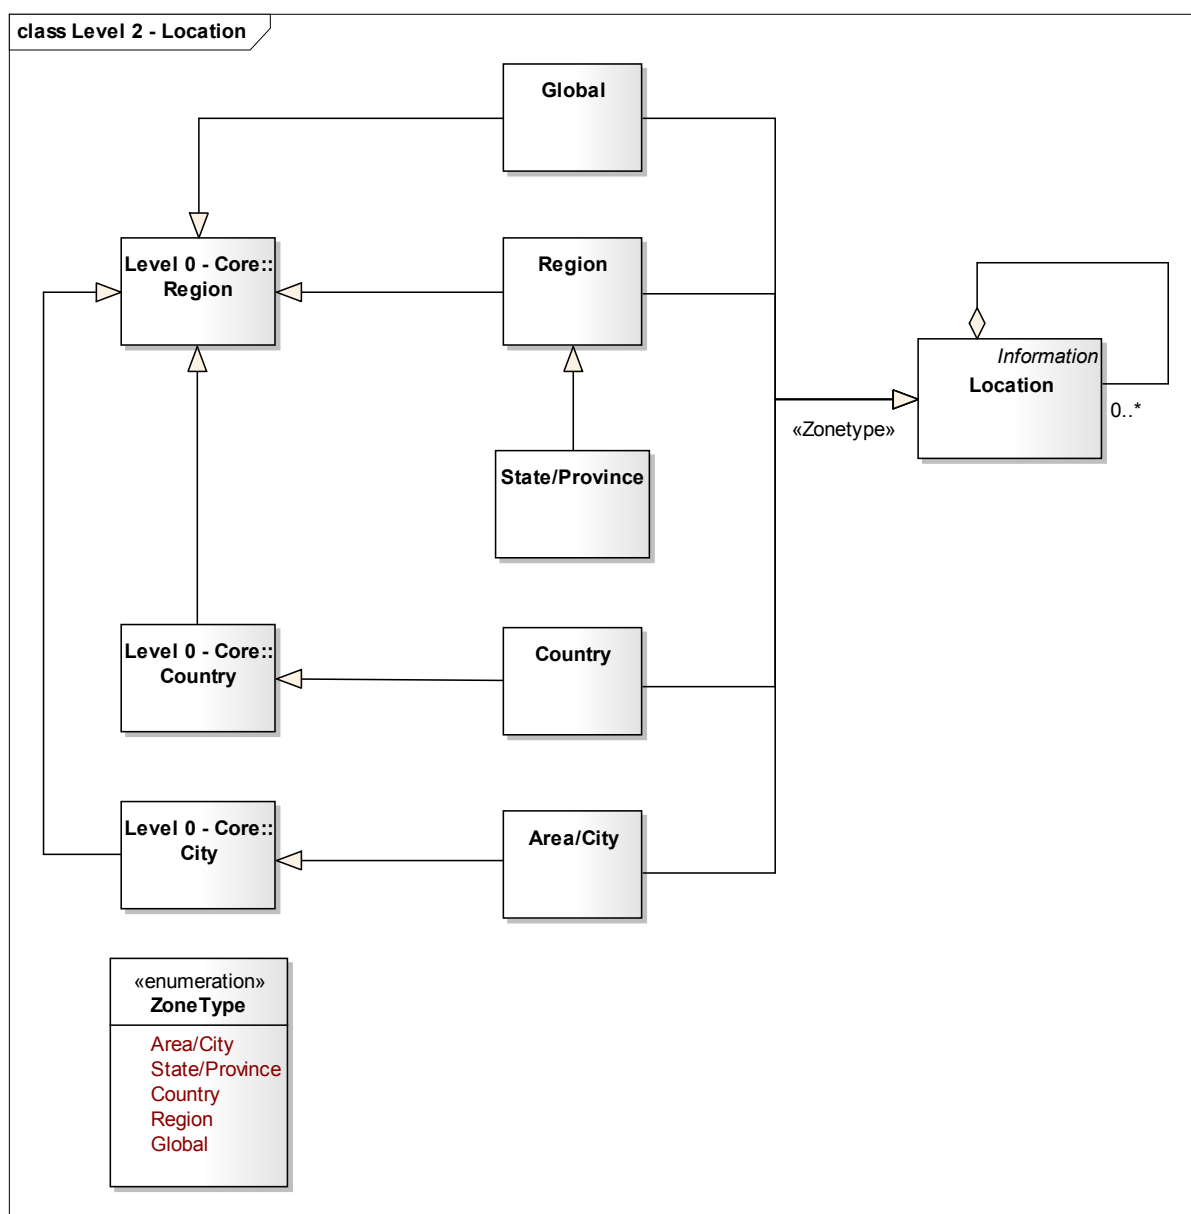 class Level 2 - Location
Global
Level 0 - Core::
Region
Region
Information
Location
0..*
«Zonetype»
State/Province
Level 0 - Core::
Country
Country
Level 0 - Core::
City
Area/City
«enumeration»
ZoneType
Area/City
State/Province
Country
Region
Global